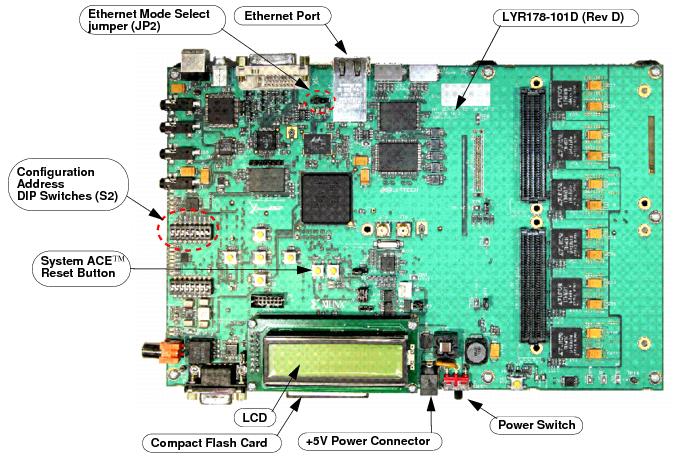 Ethernet Mode Select
jumper (JP2)
Ethernet Port
LYR178-101D (Rev D)
Configuration
Address
DIP Switches (S2)
System ACE™
Reset Button
XILINX
LCD
Compact Flash Card
+5V Power Connector
Power Switch